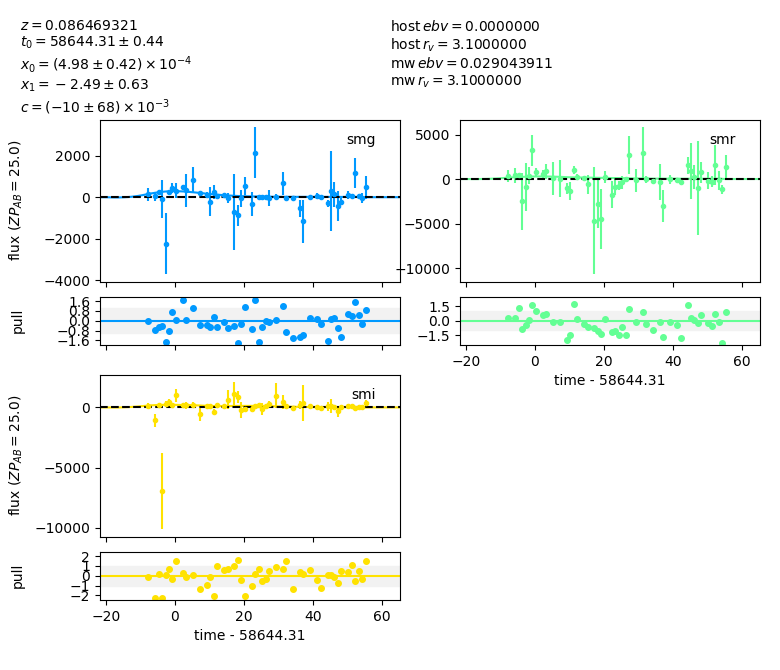 z = 0.086469321
t₀ = 58644.31 ± 0.44
x₀ = (4.98 ± 0.42) × 10⁻⁴
x₁ = −2.49 ± 0.63
c = (−10 ± 68) × 10⁻³
host ebv = 0.0000000
host r_v = 3.1000000
mw ebv = 0.029043911
mw r_v = 3.1000000
smg
flux (ZP_AB = 25.0)
2000
0
−2000
−4000
smr
5000
0
−5000
−10000
pull
1.6
0.8
0.0
−0.8
−1.6
1.5
0.0
−1.5
−20 0 20 40 60
time - 58644.31
smi
flux (ZP_AB = 25.0)
0
−5000
−10000
pull
2
1
0
−1
−2
−20 0 20 40 60
time - 58644.31